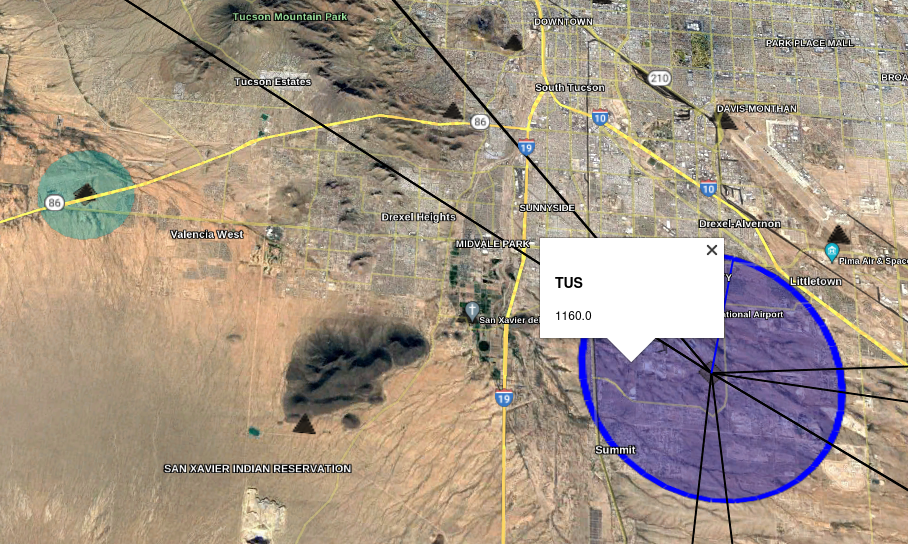 Tucson Mountain Park
DOWNTOWN
PARK PLACE MALL
Tucson Estates
210
BROA
South Tucson
DAVIS-MONTHAN
86
10
19
10
86
Drexel Heights
SUNNYSIDE
Drexel-Alvernon
Valencia West
MIDVALE PARK
Pima Air & Space
×
Y
TUS
Littletown
1160.0
ational Airport
San Xavier del
19
Summit
SAN XAVIER INDIAN RESERVATION